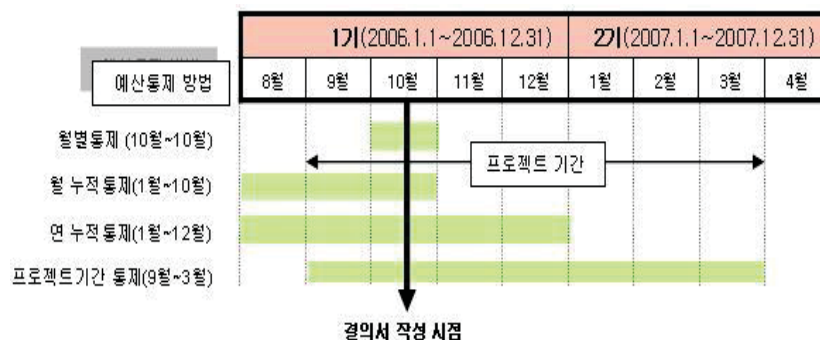 1기(2006.1.1~2006.12.31) 2기(2007.1.1~2007.12.31)
예산통제 방법 8월 9월 10월 11월 12월 1월 2월 3월 4월
월별통제 (10월~10월)
프로젝트 기간
월 누적통제(1월~10월)
연 누적통제(1월~12월)
프로젝트기간 통제(9월~3월)
결의서 작성 시점